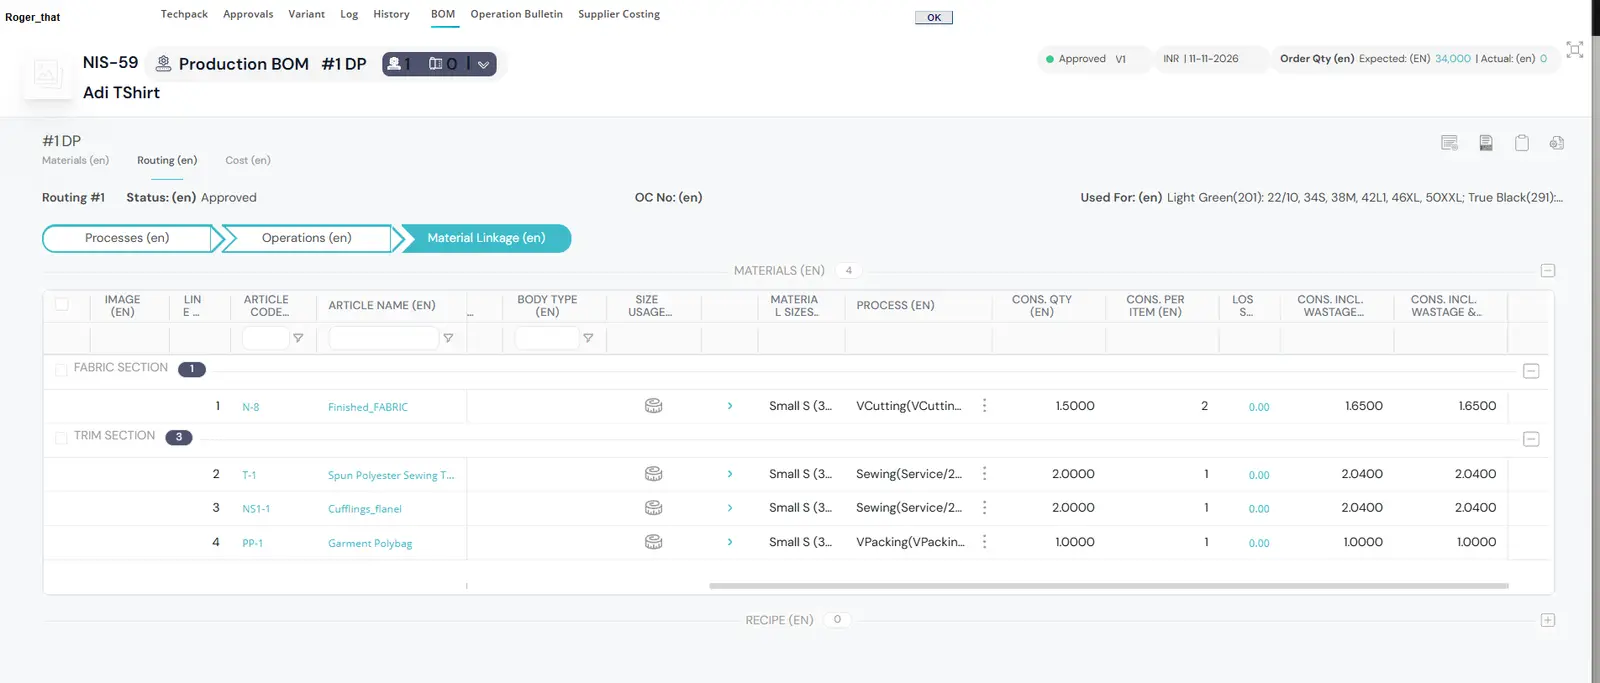 Roger_that
Techpack Approvals Variant Log History BOM Operation Bulletin Supplier Costing
OK
NIS-59 Production BOM #1 DP 1 0
Adi TShirt
Approved V1 INR | 11-11-2026 Order Qty (en) Expected: (EN) 34,000 | Actual: (en) 0
#1 DP
Materials (en) Routing (en) Cost (en)
Routing #1 Status: (en) Approved OC No: (en) Used For: (en) Light Green(201): 22/10, 34S, 38M, 42L1, 46XL, 50XXL; True Black(291):...
Processes (en) Operations (en) Material Linkage (en)
MATERIALS (EN) 4
IMAGE (EN) LIN E ... ARTICLE CODE... ARTICLE NAME (EN) ... BODY TYPE (EN) SIZE USAGE... MATERIA L SIZES.. PROCESS (EN) CONS. QTY (EN) CONS. PER ITEM (EN) LOS S... CONS. INCL. WASTAGE... CONS. INCL. WASTAGE &...
FABRIC SECTION 1
1 N-8 Finished_FABRIC Small S (3... VCutting(VCuttin... 1.5000 2 0.00 1.6500 1.6500
TRIM SECTION 3
2 T-1 Spun Polyester Sewing T... Small S (3... Sewing(Service/2... 2.0000 1 0.00 2.0400 2.0400
3 NS1-1 Cufflings_flanel Small S (3... Sewing(Service/2... 2.0000 1 0.00 2.0400 2.0400
4 PP-1 Garment Polybag Small S (3... VPacking(VPackin... 1.0000 1 0.00 1.0000 1.0000
RECIPE (EN) 0